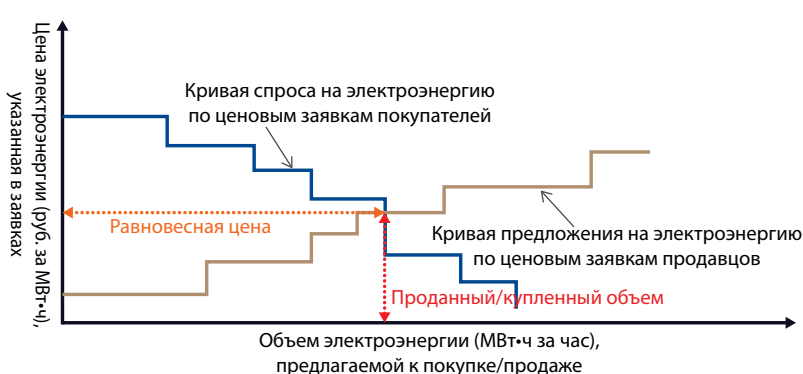 Цена электроэнергии (руб. за МВт•ч),
указанная в заявках
Кривая спроса на электроэнергию
по ценовым заявкам покупателей
Равновесная цена
Кривая предложения на электроэнергию
по ценовым заявкам продавцов
Проданный/купленный объем
Объем электроэнергии (МВт•ч за час),
предлагаемой к покупке/продаже